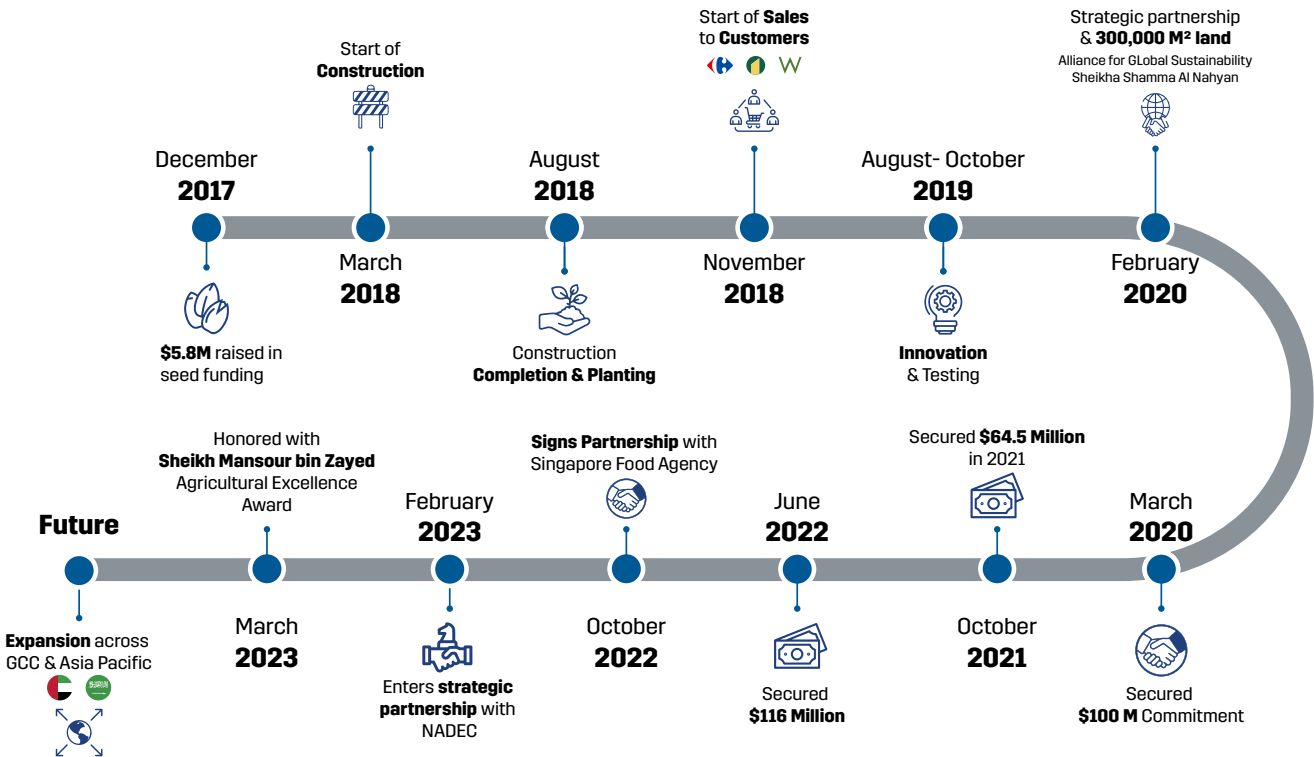 December
2017
$5.8M raised in
seed funding
Start of
Construction
March
2018
August
2018
Construction
Completion & Planting
Start of Sales
to Customers
W
November
2018
August- October
2019
Innovation
& Testing
Strategic partnership
& 300,000 M² land
Alliance for GLobal Sustainability
Sheikha Shamma Al Nahyan
February
2020
March
2020
Secured
$100 M Commitment
Secured $64.5 Million
in 2021
October
2021
June
2022
Secured
$116 Million
Signs Partnership with
Singapore Food Agency
October
2022
February
2023
Enters strategic
partnership with
NADEC
Honored with
Sheikh Mansour bin Zayed
Agricultural Excellence
Award
March
2023
Future
Expansion across
GCC & Asia Pacific